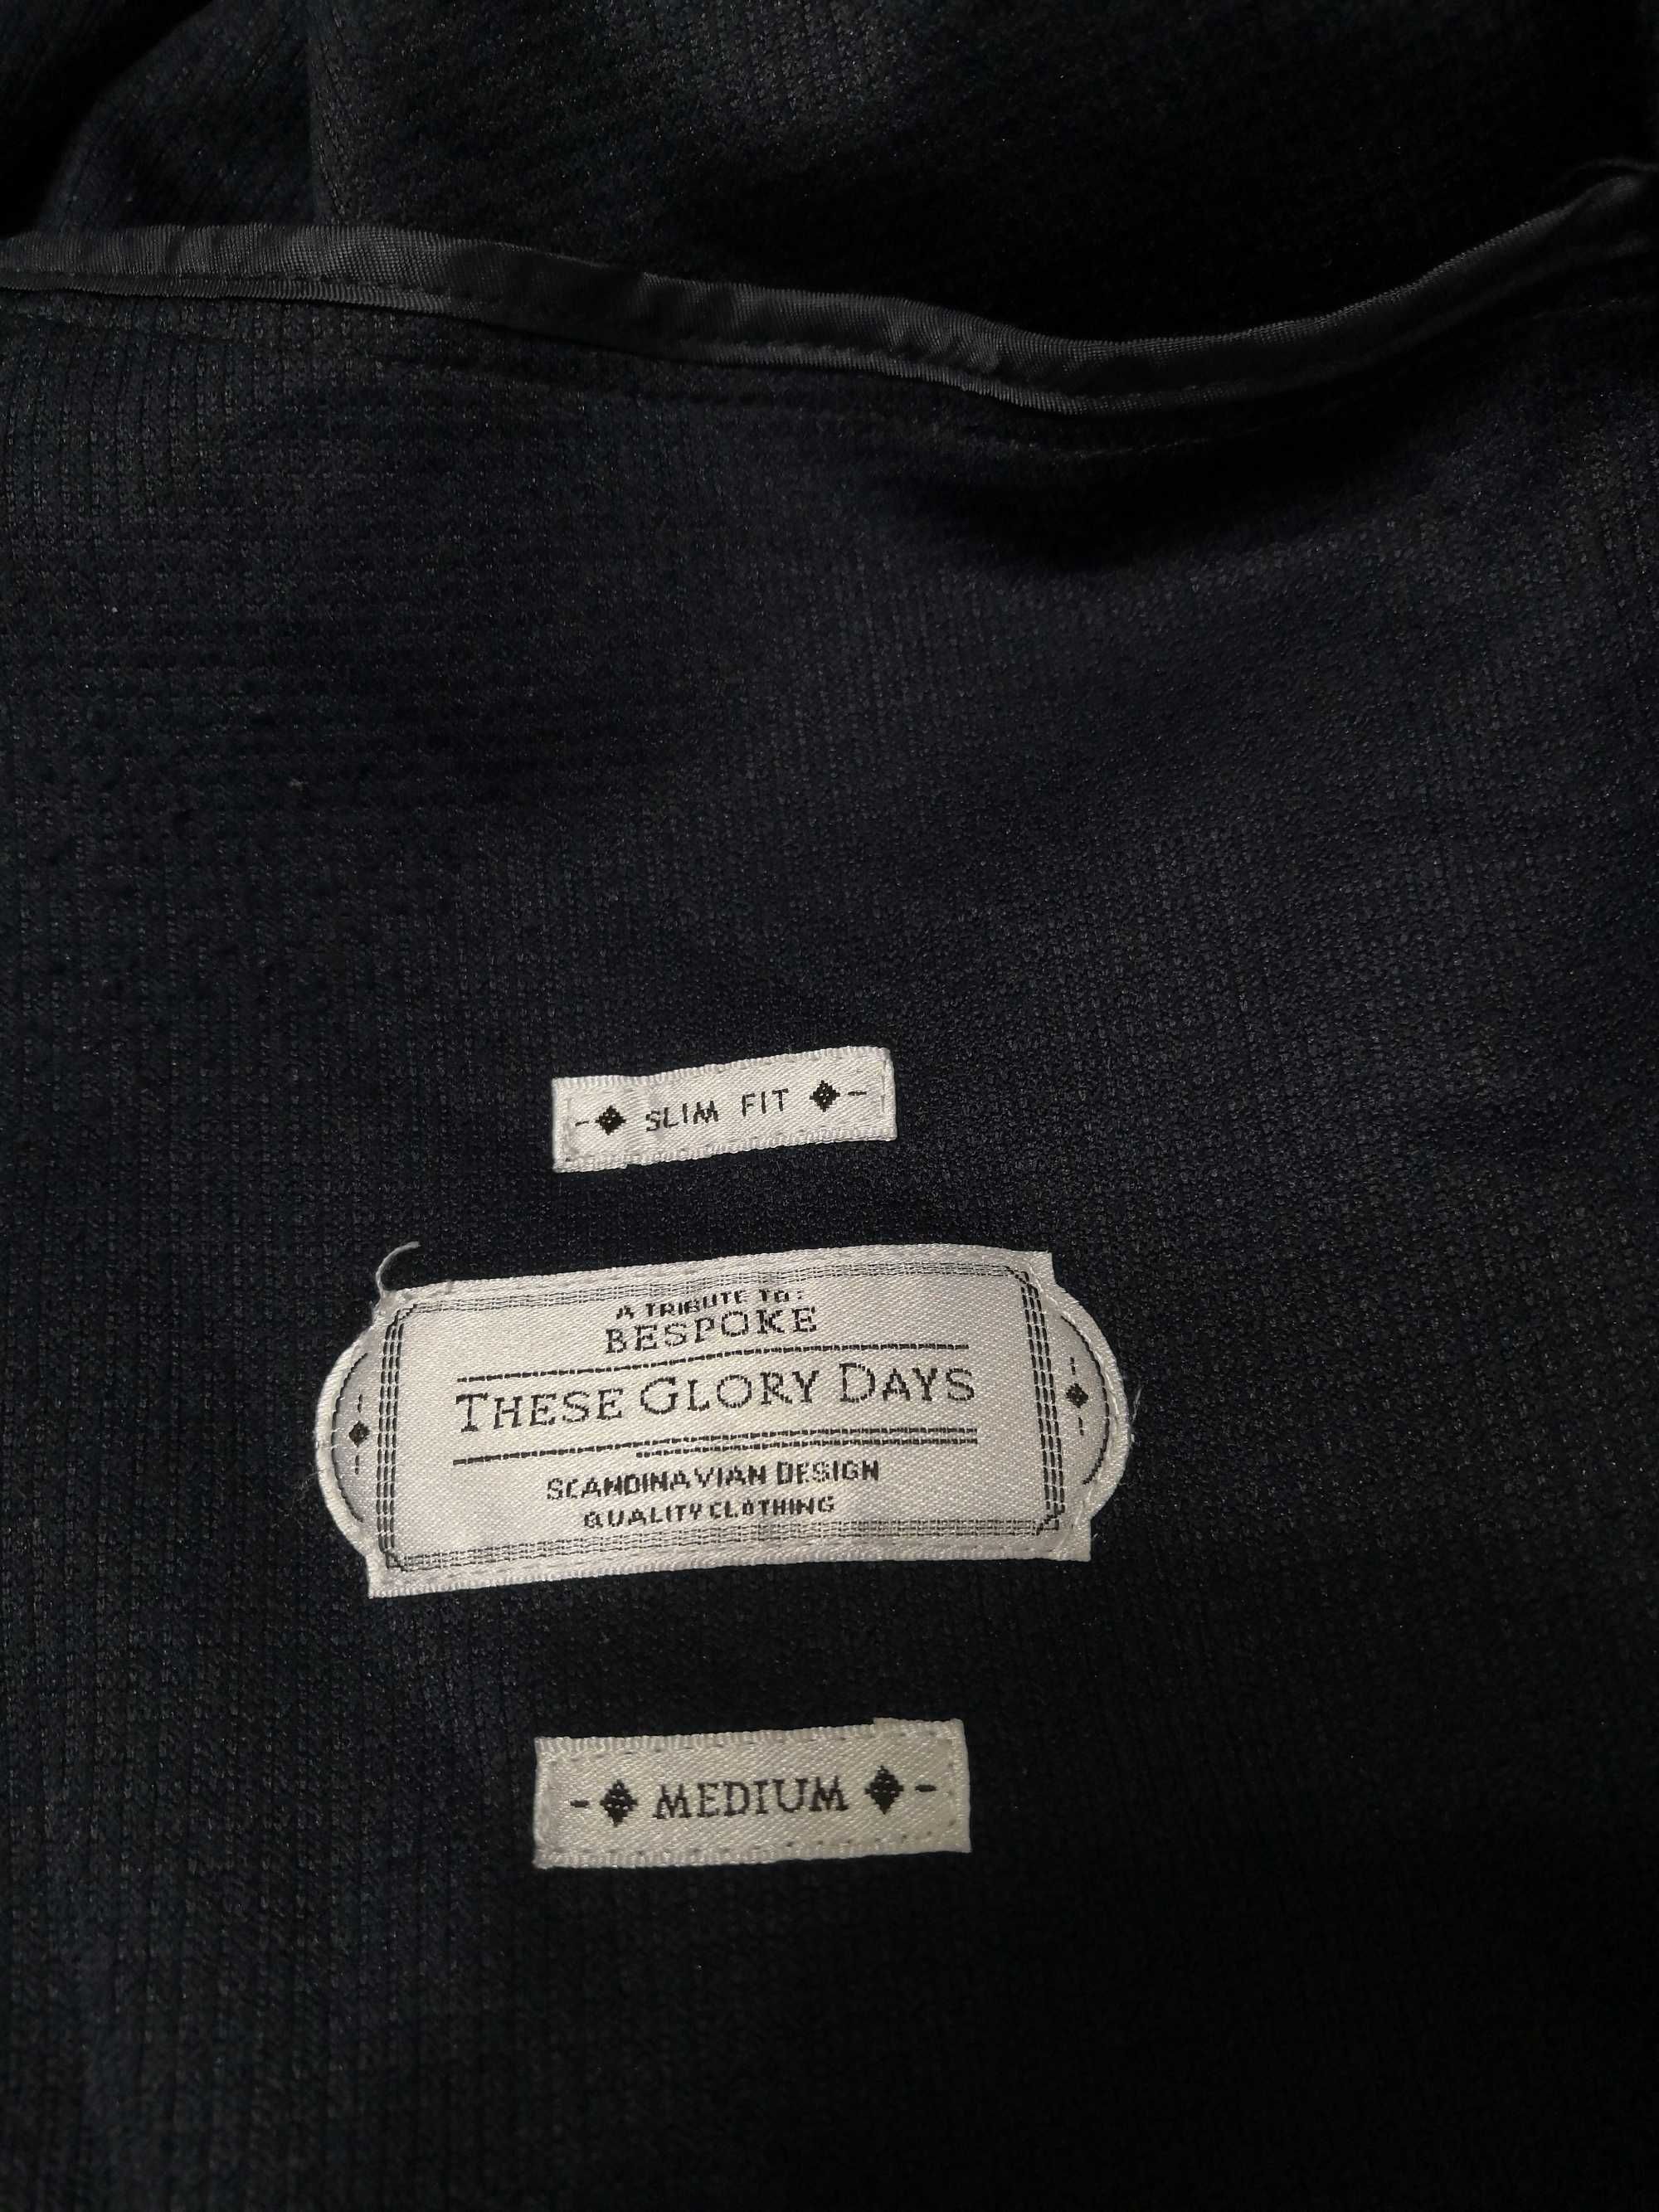 SLIM FIT
A TRIBUTE TO:
BESPOKE
THESE GLORY DAYS
SCANDINAVIAN DESIGN
QUALITY CLOTHING
MEDIUM